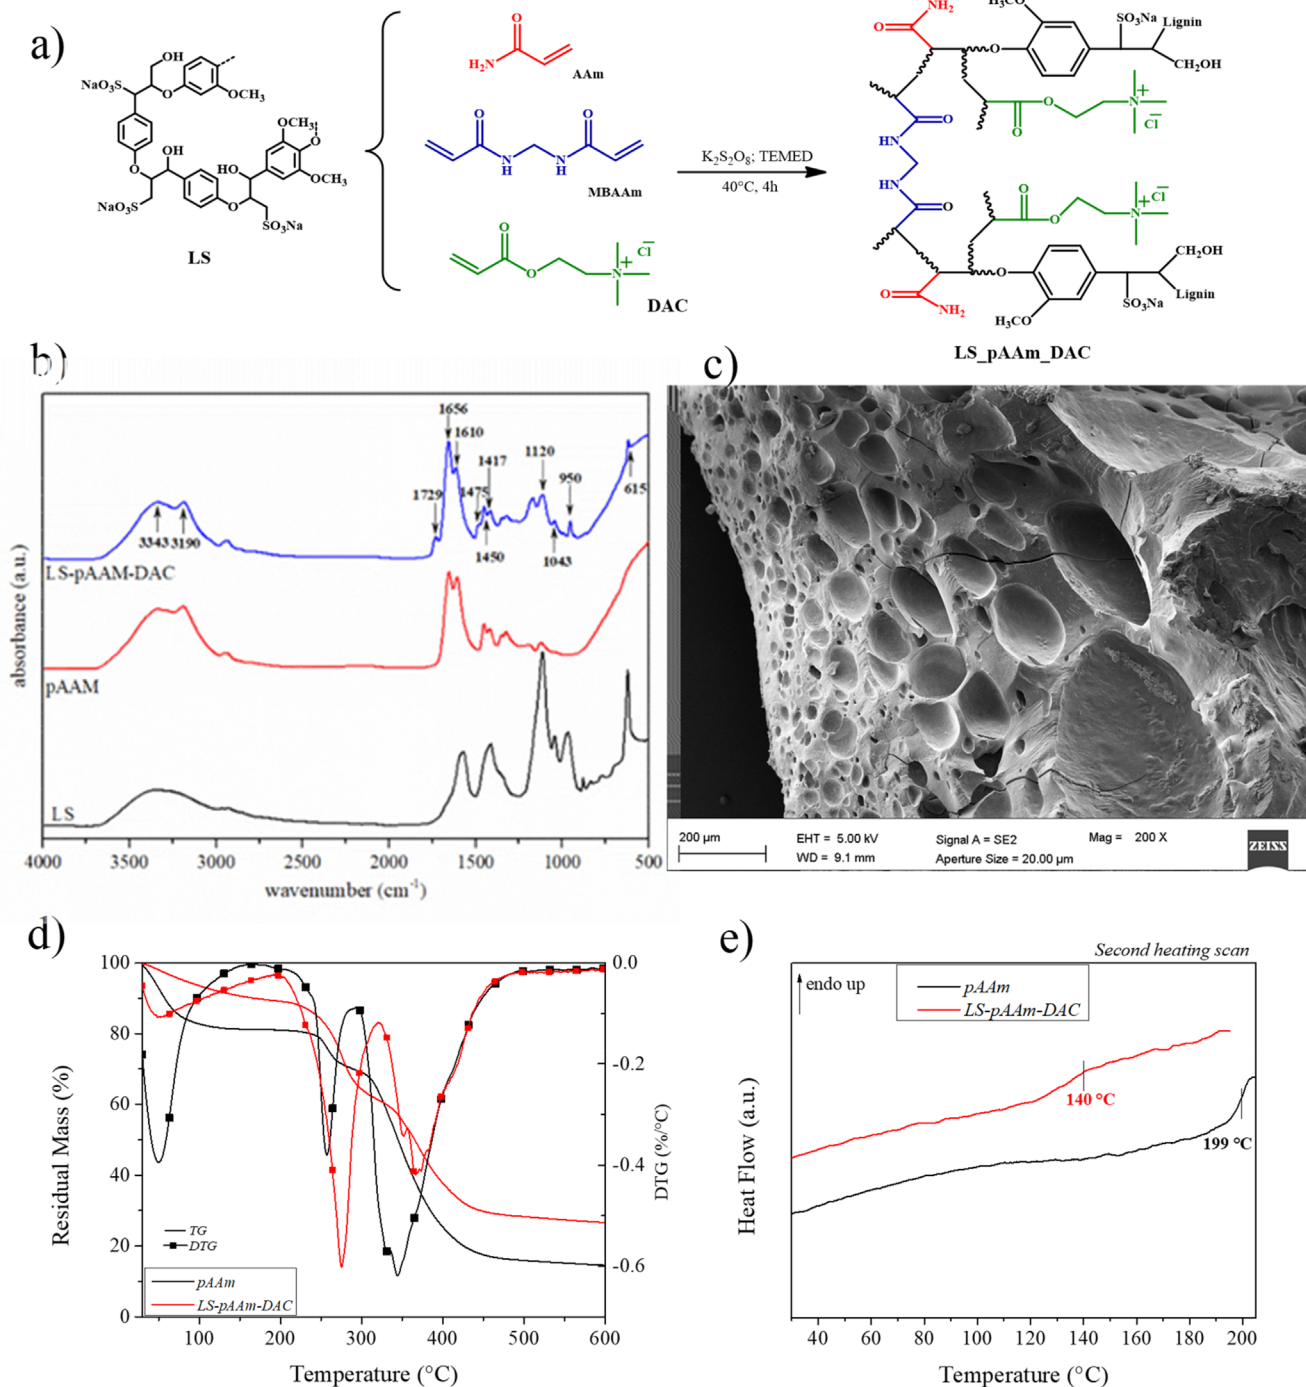 a)
OH
HO
NaO₃S
O
OCH₃
OCH₃
O
OH
HO
OCH₃
O
NaO₃S
O
SO₃Na
LS
O
H₂N
AAm
O
O
N
H
N
H
MBAAm
O
O
N
+
Cl
−
DAC
K₂S₂O₈; TEMED
40°C, 4h
NH₂
O
H₃CO
SO₃Na
Lignin
O
CH₂OH
O
O
N
+
Cl
−
HN
O
HN
O
O
O
N
+
Cl
−
O
CH₂OH
Lignin
SO₃Na
O
NH₂
H₃CO
LS_pAAm_DAC
b)
absorbance (a.u.)
1656
1610
1729
1475
1417
1450
1120
1043
950
615
3343
3190
LS-pAAM-DAC
pAAM
LS
4000
3500
3000
2500
2000
1500
1000
500
wavenumber (cm⁻¹)
c)
200 µm
EHT = 5.00 kV
Signal A = SE2
Mag = 200 X
WD = 9.1 mm
Aperture Size = 20.00 µm
ZEISS
d)
Residual Mass (%)
100
80
60
40
20
0
0.0
-0.2
-0.4
-0.6
DTG (%/°C)
TG
DTG
pAAm
LS-pAAm-DAC
100
200
300
400
500
600
Temperature (°C)
e)
Second heating scan
endo up
pAAm
LS-pAAm-DAC
140 °C
199 °C
Heat Flow (a.u.)
40
60
80
100
120
140
160
180
200
Temperature (°C)